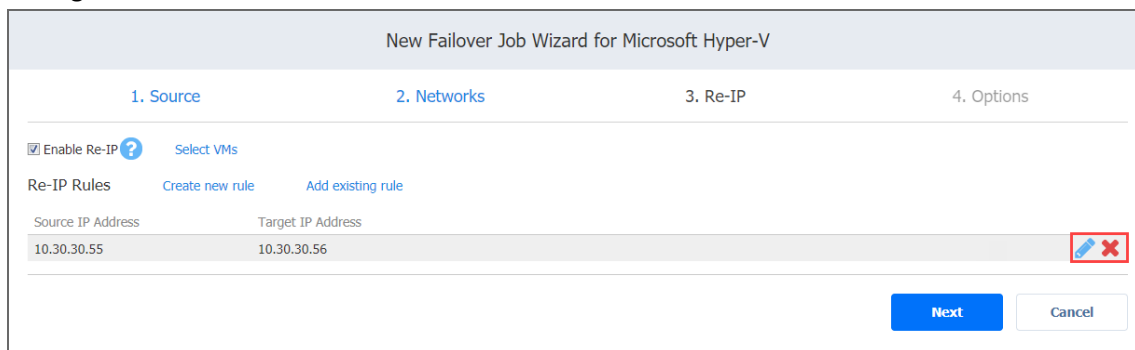 New Failover Job Wizard for Microsoft Hyper-V
1. Source 2. Networks 3. Re-IP 4. Options
Enable Re-IP ? Select VMs
Re-IP Rules Create new rule Add existing rule
Source IP Address Target IP Address
10.30.30.55 10.30.30.56
Next Cancel